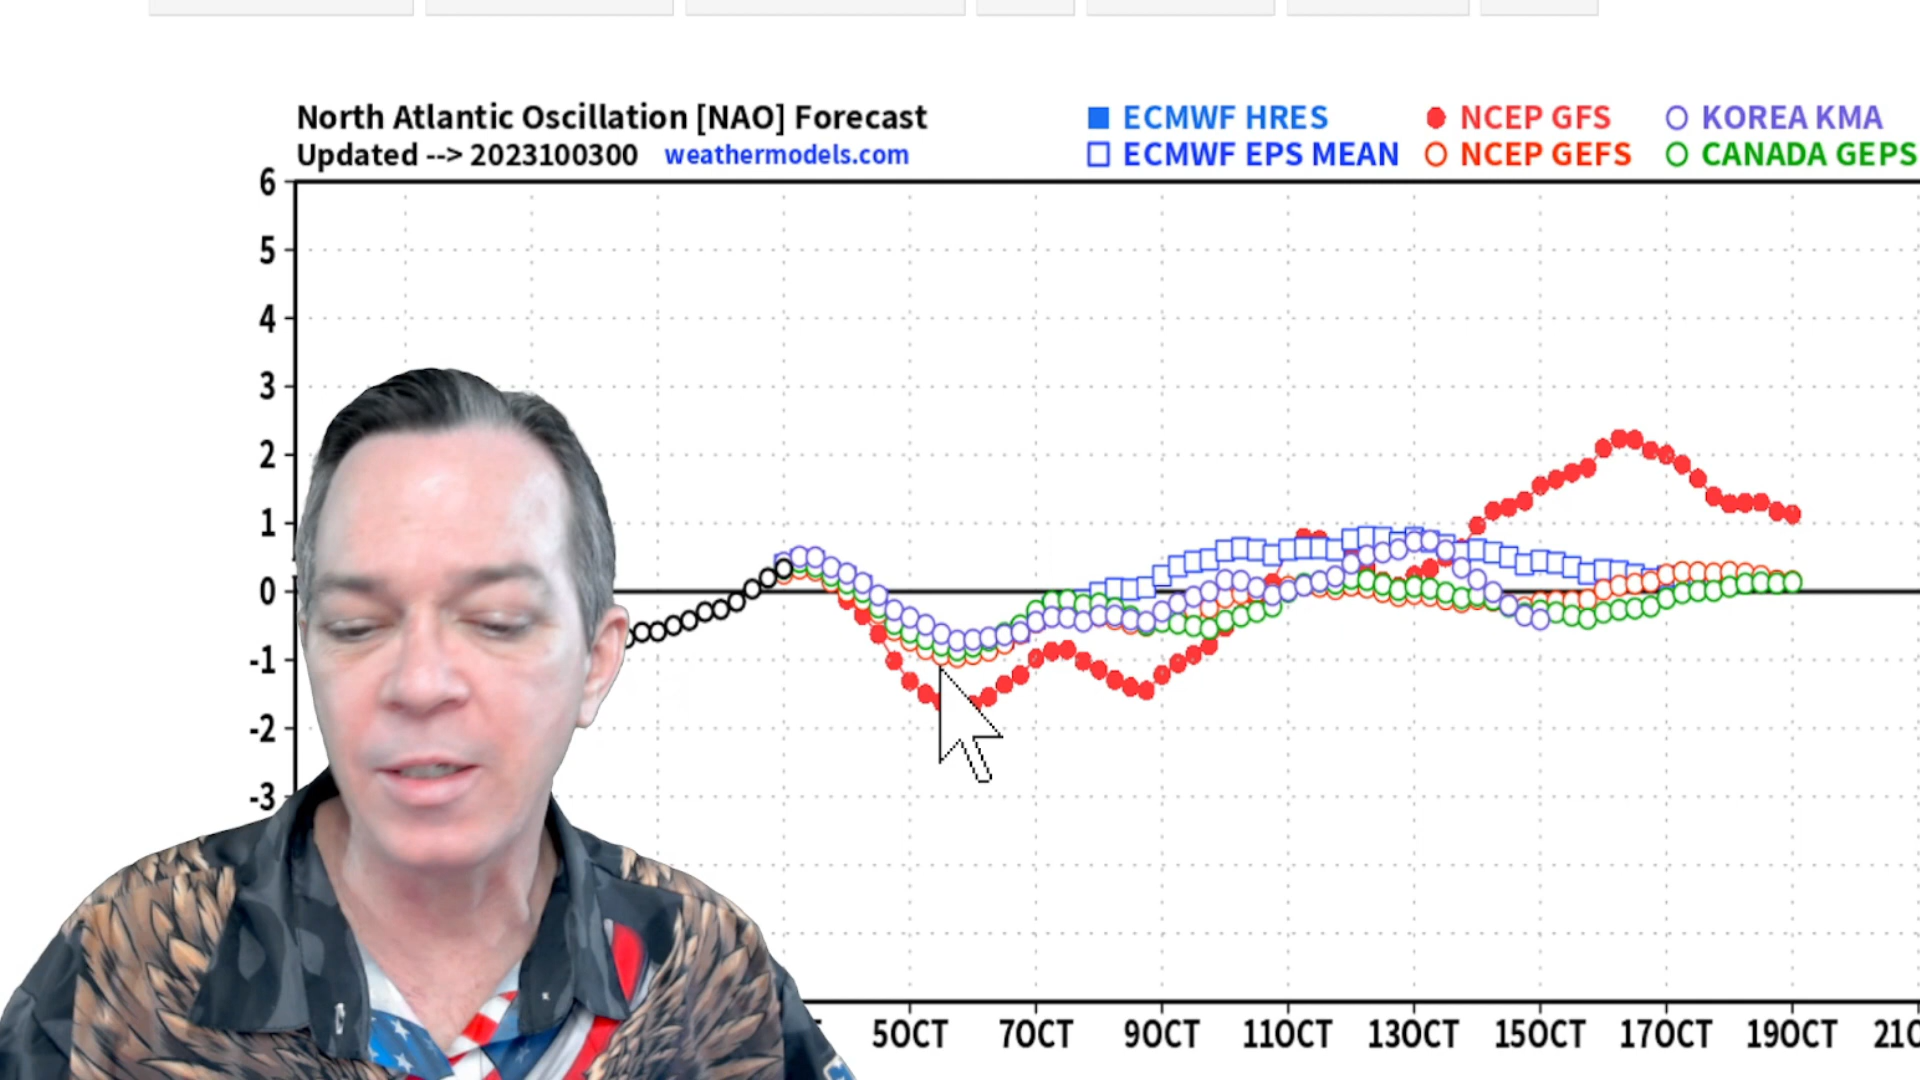 North Atlantic Oscillation [NAO] Forecast
Updated --> 2023100300 weathermodels.com
ECMWF HRES NCEP GFS KOREA KMA
ECMWF EPS MEAN NCEP GEFS CANADA GEPS
6
5
4
3
2
1
0
-1
-2
-3
5OCT 7OCT 9OCT 11OCT 13OCT 15OCT 17OCT 19OCT